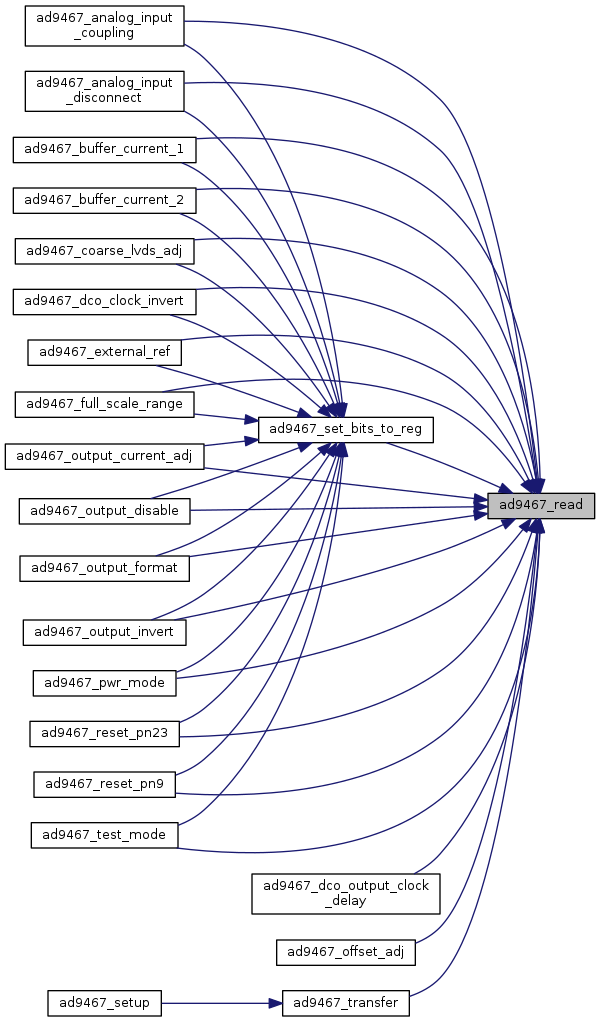 ad9467_analog_input
_coupling
ad9467_analog_input
_disconnect
ad9467_buffer_current_1
ad9467_buffer_current_2
ad9467_coarse_lvds_adj
ad9467_dco_clock_invert
ad9467_external_ref
ad9467_full_scale_range
ad9467_set_bits_to_reg
ad9467_output_current_adj
ad9467_read
ad9467_output_disable
ad9467_output_format
ad9467_output_invert
ad9467_pwr_mode
ad9467_reset_pn23
ad9467_reset_pn9
ad9467_test_mode
ad9467_dco_output_clock
_delay
ad9467_offset_adj
ad9467_setup
ad9467_transfer